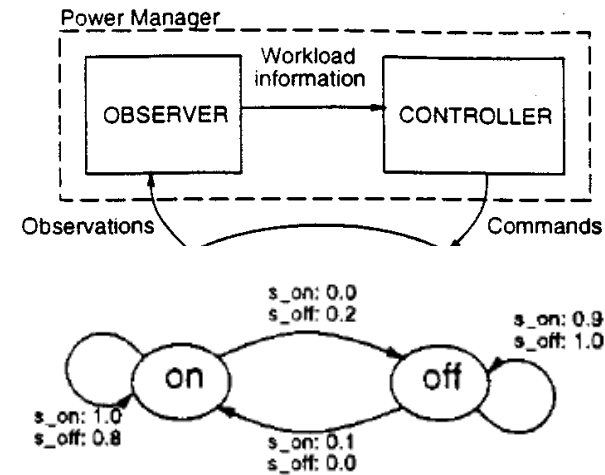 Power Manager
Workload
information
OBSERVER
CONTROLLER
Observations
Commands
s_on: 0.0
s_off: 0.2
s_on: 0.9
s_off: 1.0
on
off
s_on: 1.0
s_off: 0.8
s_on: 0.1
s_off: 0.0